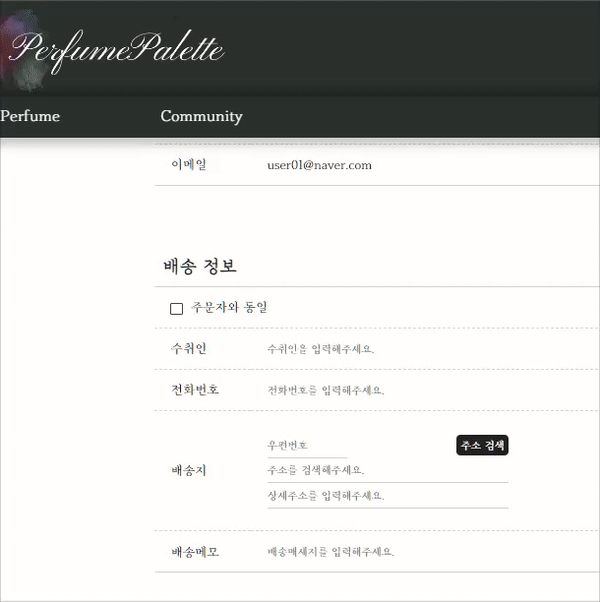 PerfumePalette
Perfume Community
이메일 user01@naver.com
배송 정보
주문자와 동일
수취인 수취인을 입력해주세요.
전화번호 전화번호를 입력해주세요.
우편번호 주소 검색
배송지 주소를 검색해주세요.
상세주소를 입력해주세요.
배송메모 배송메세지를 입력해주세요.